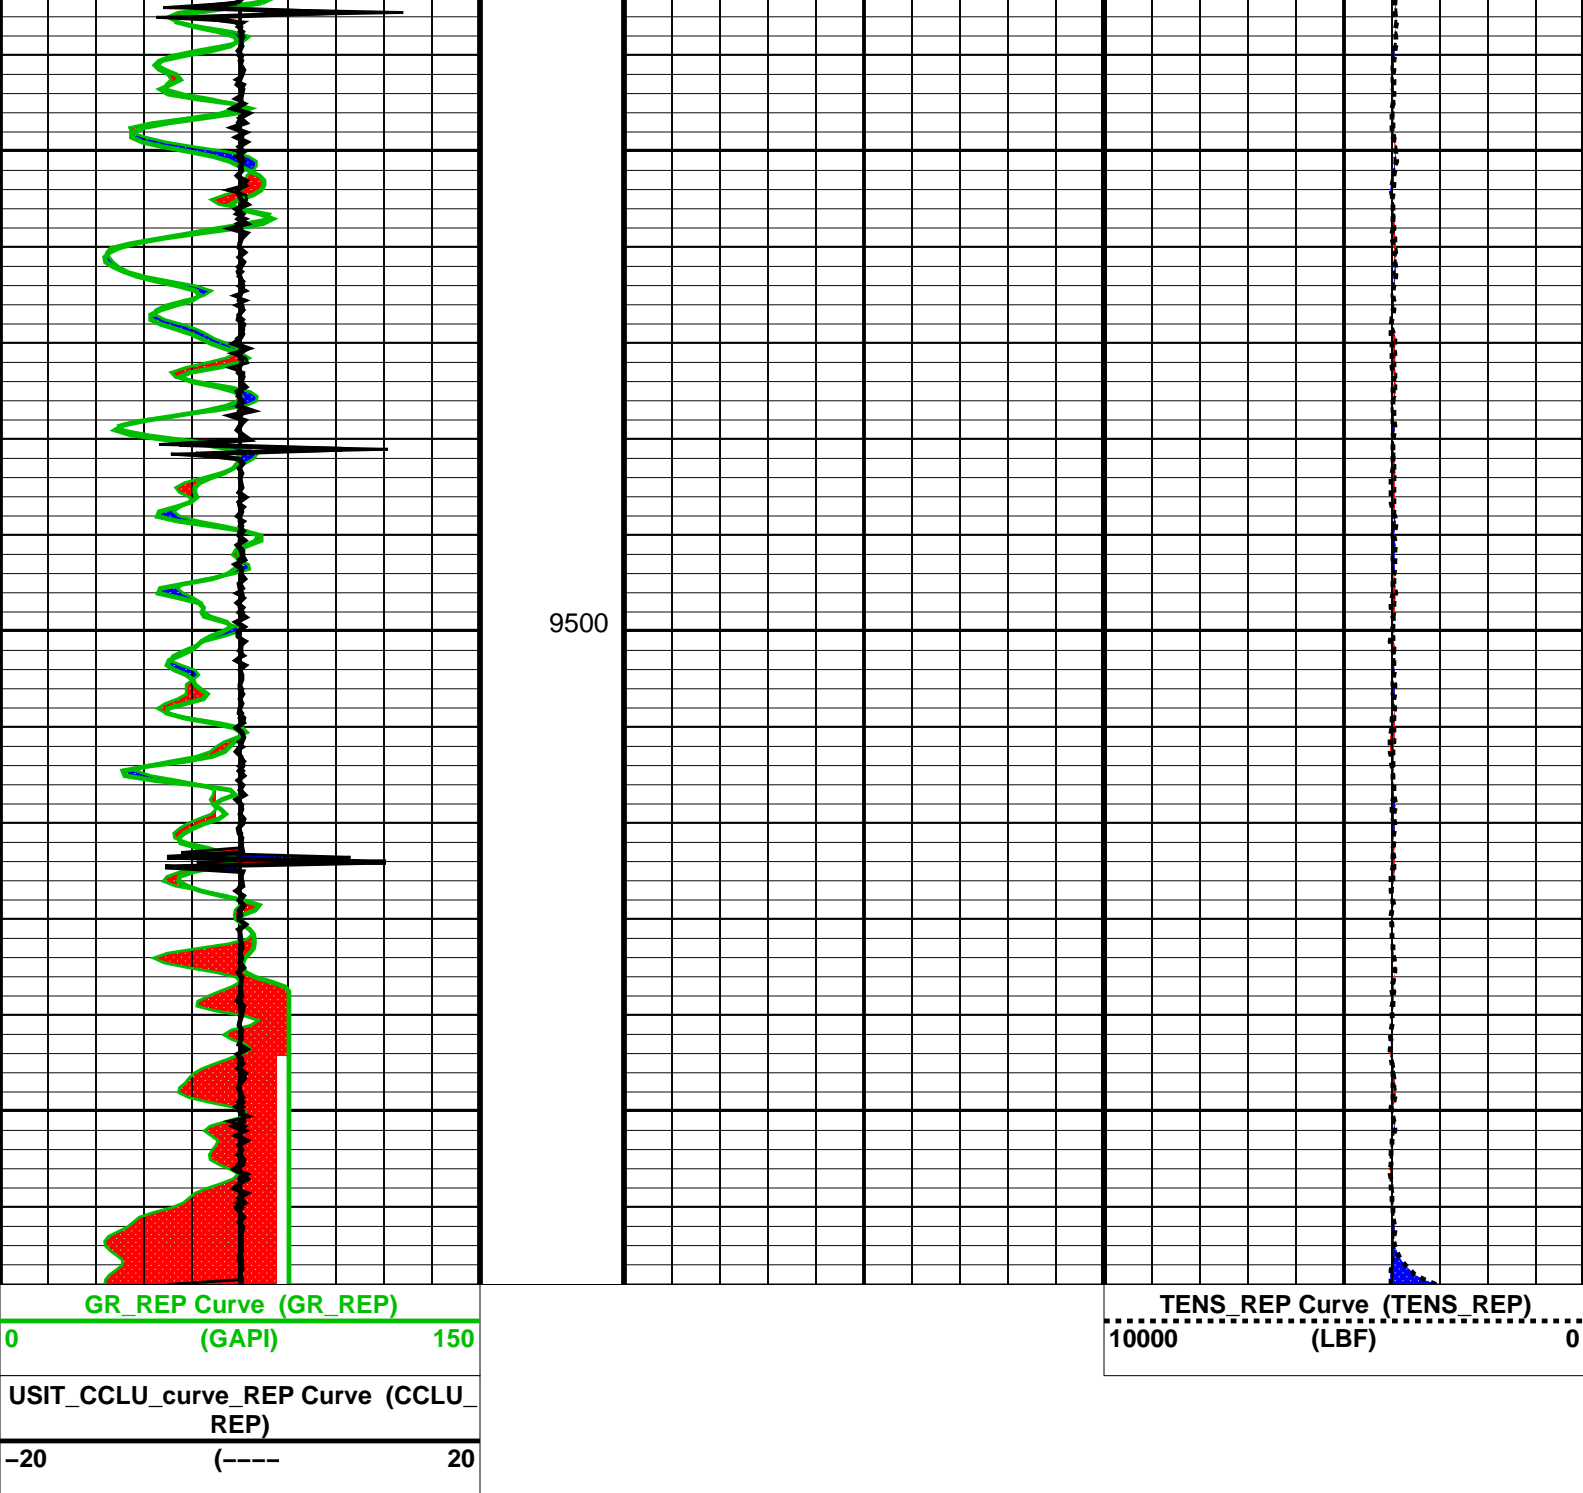 9500
GR_REP Curve (GR_REP)
0 (GAPI) 150
USIT_CCLU_curve_REP Curve (CCLU_
REP)
−20 (−−−− 20
TENS_REP Curve (TENS_REP)
10000 (LBF) 0